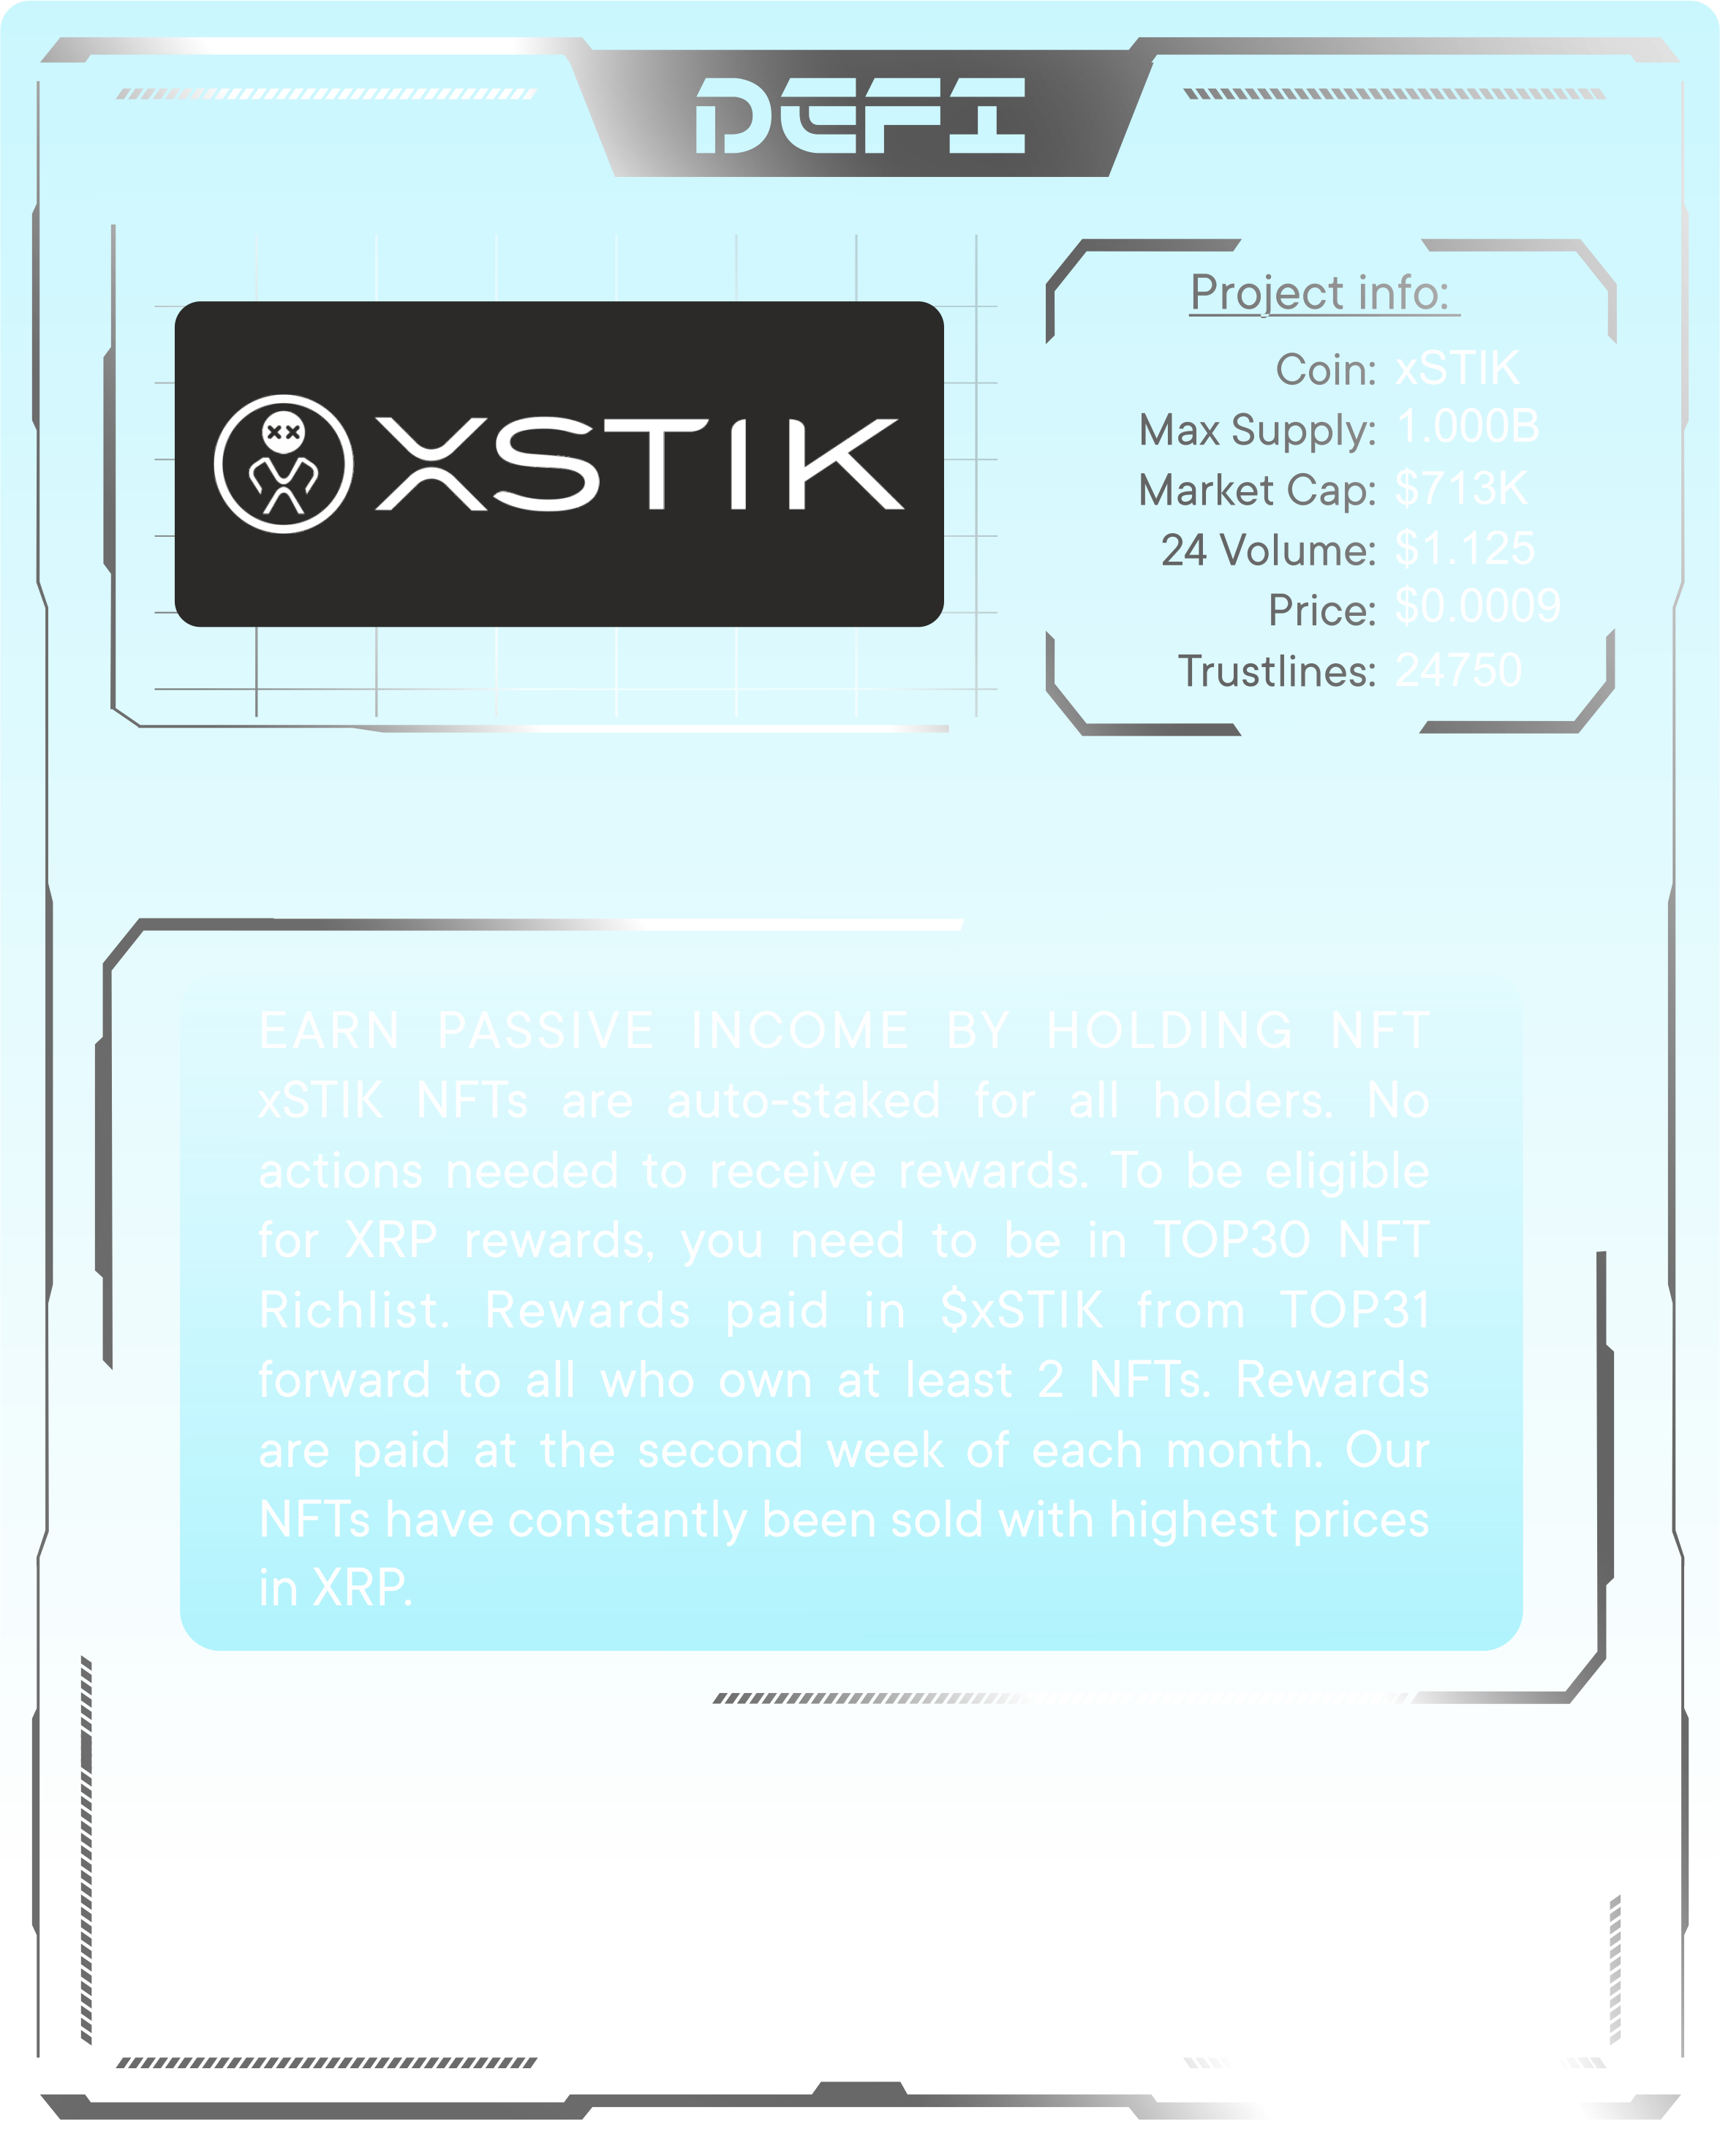 DEFI
XSTIK
Project info:
Coin: xSTIK
Max Supply: 1.000B
Market Cap: $713K
24 Volume: $1.125
Price: $0.0009
Trustlines: 24750
EARN PASSIVE INCOME BY HOLDING NFT
xSTIK NFTs are auto-staked for all holders. No
actions needed to receive rewards. To be eligible
for XRP rewards, you need to be in TOP30 NFT
Richlist. Rewards paid in $xSTIK from TOP31
forward to all who own at least 2 NFTs. Rewards
are paid at the second week of each month. Our
NFTs have constantly been sold with highest prices
in XRP.